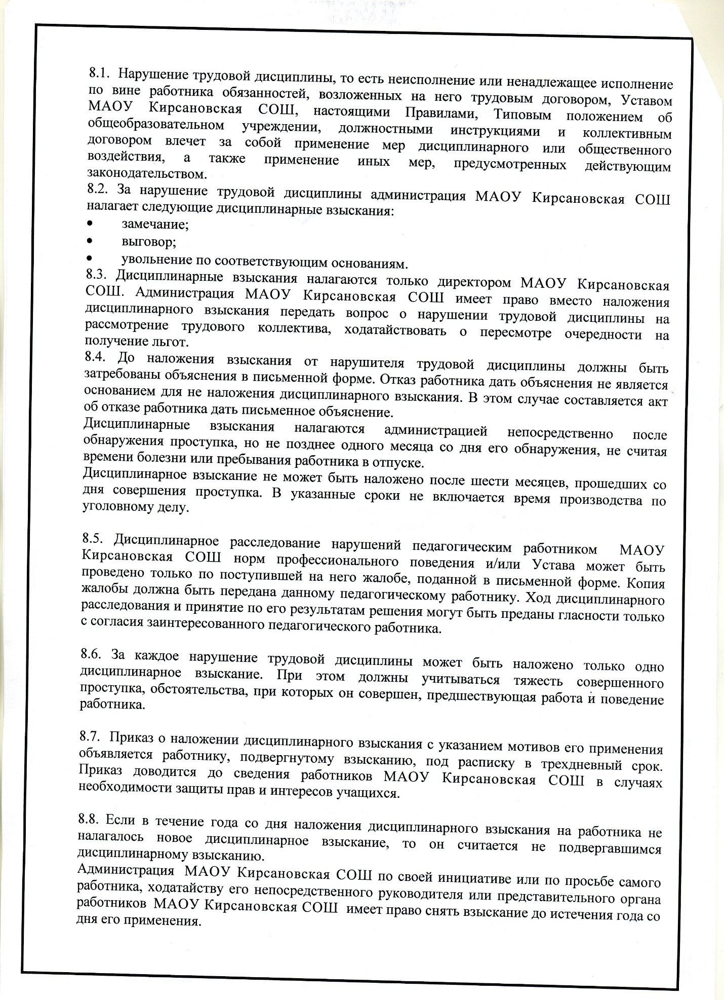 8.1. Нарушение трудовой дисциплины, то есть неисполнение или ненадлежащее исполнение
по вине работника обязанностей, возложенных на него трудовым договором, Уставом
МАОУ Кирсановская СОШ, настоящими Правилами, Типовым положением об
общеобразовательном учреждении, должностными инструкциями и коллективным
договором влечет за собой применение мер дисциплинарного или общественного
воздействия, а также применение иных мер, предусмотренных действующим
законодательством.
8.2. За нарушение трудовой дисциплины администрация МАОУ Кирсановская СОШ
налагает следующие дисциплинарные взыскания:
• замечание;
• выговор;
• увольнение по соответствующим основаниям.
8.3. Дисциплинарные взыскания налагаются только директором МАОУ Кирсановская
СОШ. Администрация МАОУ Кирсановская СОШ имеет право вместо наложения
дисциплинарного взыскания передать вопрос о нарушении трудовой дисциплины на
рассмотрение трудового коллектива, ходатайствовать о пересмотре очередности на
получение льгот.
8.4. До наложения взыскания от нарушителя трудовой дисциплины должны быть
затребованы объяснения в письменной форме. Отказ работника дать объяснения не является
основанием для не наложения дисциплинарного взыскания. В этом случае составляется акт
об отказе работника дать письменное объяснение.
Дисциплинарные взыскания налагаются администрацией непосредственно после
обнаружения проступка, но не позднее одного месяца со дня его обнаружения, не считая
времени болезни или пребывания работника в отпуске.
Дисциплинарное взыскание не может быть наложено после шести месяцев, прошедших со
дня совершения проступка. В указанные сроки не включается время производства по
уголовному делу.
8.5. Дисциплинарное расследование нарушений педагогическим работником МАОУ
Кирсановская СОШ норм профессионального поведения и/или Устава может быть
проведено только по поступившей на него жалобе, поданной в письменной форме. Копия
жалобы должна быть передана данному педагогическому работнику. Ход дисциплинарного
расследования и принятие по его результатам решения могут быть преданы гласности только
с согласия заинтересованного педагогического работника.
8.6. За каждое нарушение трудовой дисциплины может быть наложено только одно
дисциплинарное взыскание. При этом должны учитываться тяжесть совершенного
проступка, обстоятельства, при которых он совершен, предшествующая работа и поведение
работника.
8.7. Приказ о наложении дисциплинарного взыскания с указанием мотивов его применения
объявляется работнику, подвергнутому взысканию, под расписку в трехдневный срок.
Приказ доводится до сведения работников МАОУ Кирсановская СОШ в случаях
необходимости защиты прав и интересов учащихся.
8.8. Если в течение года со дня наложения дисциплинарного взыскания на работника не
налагалось новое дисциплинарное взыскание, то он считается не подвергавшимся
дисциплинарному взысканию.
Администрация МАОУ Кирсановская СОШ по своей инициативе или по просьбе самого
работника, ходатайству его непосредственного руководителя или представительного органа
работников МАОУ Кирсановская СОШ имеет право снять взыскание до истечения года со
дня его применения.